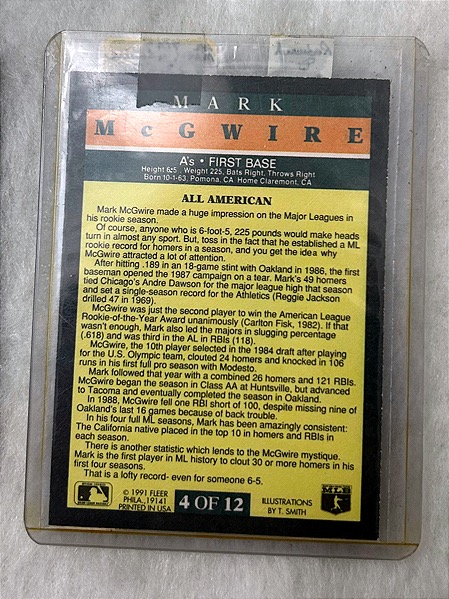 MARK
McGWIRE
A's • FIRST BASE
Height 6:5 . Weight 225, Bats Right, Throws Right
Born 10-1-63, Pomona, CA Home Claremont, CA
ALL AMERICAN
Mark McGwire made a huge impression on the Major Leagues in
his rookie season.
Of course, anyone who is 6-foot-5, 225 pounds would make heads
turn in almost any sport. But, toss in the fact that he established a ML
rookie record for homers in a season, and you get the idea why
McGwire attracted a lot of attention.
After hitting .189 in an 18-game stint with Oakland in 1986, the first
baseman opened the 1987 campaign on a tear. Mark's 49 homers
tied Chicago's Andre Dawson for the major league high that season
and set a single-season record for the Athletics (Reggie Jackson
drilled 47 in 1969).
McGwire was just the second player to win the American League
Rookie-of-the-Year Award unanimously (Carlton Fisk, 1982). If that
wasn't enough, Mark also led the majors in slugging percentage
(.618) and was third in the AL in RBIs (118).
McGwire, the 10th player selected in the 1984 draft after playing
for the U.S. Olympic team, clouted 24 homers and knocked in 106
runs in his first full pro season with Modesto.
Mark followed that year with a combined 26 homers and 121 RBIs.
McGwire began the season in Class AA at Huntsville, but advanced
to Tacoma and eventually completed the season in Oakland.
In 1988, McGwire fell one RBI short of 100, despite missing nine of
Oakland's last 16 games because of back trouble.
In his four full ML seasons, Mark has been amazingly consistent:
The California native placed in the top 10 in homers and RBIs in
each season.
There is another statistic which lends to the McGwire mystique.
Mark is the first player in ML history to clout 30 or more homers in his
first four seasons.
That is a lofty record- even for someone 6-5.
© 1991 FLEER
PHILA., 19141
PRINTED IN USA
4 OF 12
ILLUSTRATIONS
BY T. SMITH
MLB